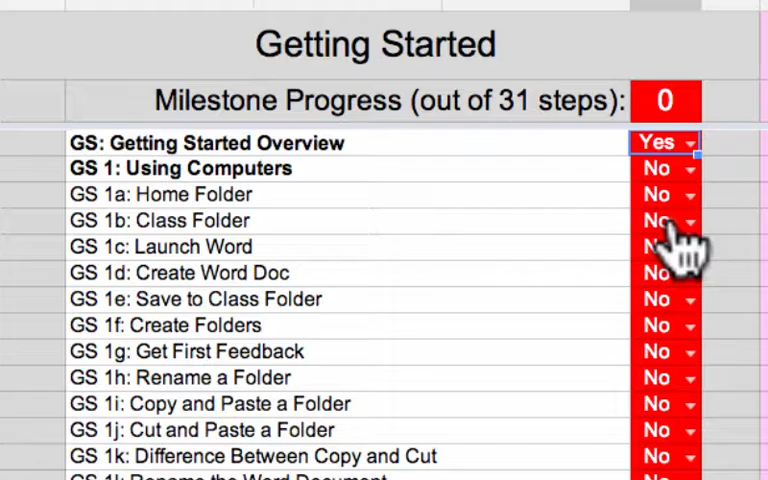 Getting Started
Milestone Progress (out of 31 steps): 0
GS: Getting Started Overview Yes
GS 1: Using Computers No
GS 1a: Home Folder No
GS 1b: Class Folder No
GS 1c: Launch Word
GS 1d: Create Word Doc No
GS 1e: Save to Class Folder No
GS 1f: Create Folders No
GS 1g: Get First Feedback No
GS 1h: Rename a Folder No
GS 1i: Copy and Paste a Folder No
GS 1j: Cut and Paste a Folder No
GS 1k: Difference Between Copy and Cut No